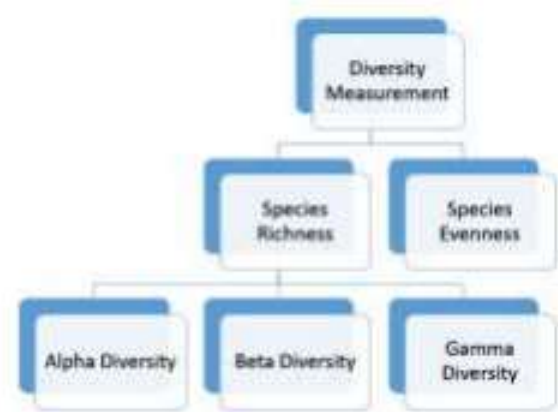 Diversity
Measurement
Species
Richness
Species
Evenness
Alpha Diversity
Beta Diversity
Gamma
Diversity